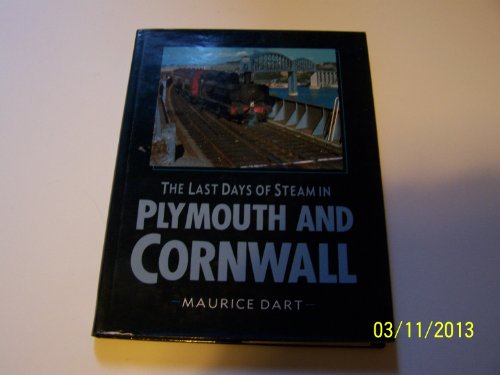 THE LAST DAYS OF STEAM IN
PLYMOUTH AND
CORNWALL
MAURICE DART
03/11/2013